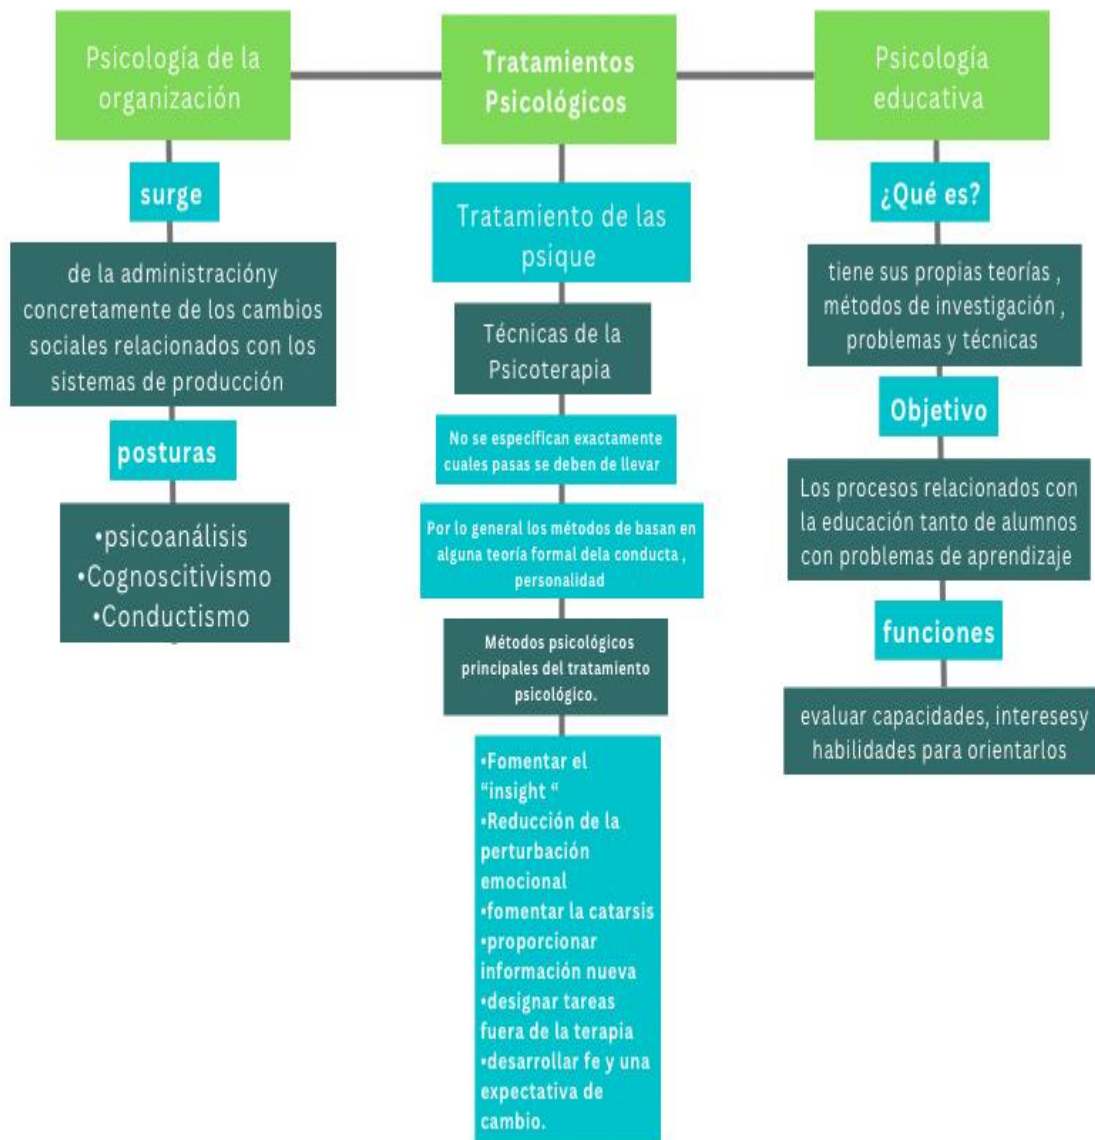 Psicología de la
organización
surge
de la administracióny
concretamente de los cambios
sociales relacionados con los
sistemas de producción
posturas
•psicoanálisis
•Cognoscitivismo
•Conductismo
Tratamientos
Psicológicos
Tratamiento de las
psique
Técnicas de la
Psicoterapia
No se especifican exactamente
cuales pasas se deben de llevar
Por lo general los métodos de basan en
alguna teoría formal dela conducta ,
personalidad
Métodos psicológicos
principales del tratamiento
psicológico.
•Fomentar el
“insight “
•Reducción de la
perturbación
emocional
•fomentar la catarsis
•proporcionar
información nueva
•designar tareas
fuera de la terapia
•desarrollar fe y una
expectativa de
cambio.
Psicología
educativa
¿Qué es?
tiene sus propias teorías ,
métodos de investigación ,
problemas y técnicas
Objetivo
Los procesos relacionados con
la educación tanto de alumnos
con problemas de aprendizaje
funciones
evaluar capacidades, interesesy
habilidades para orientarlos